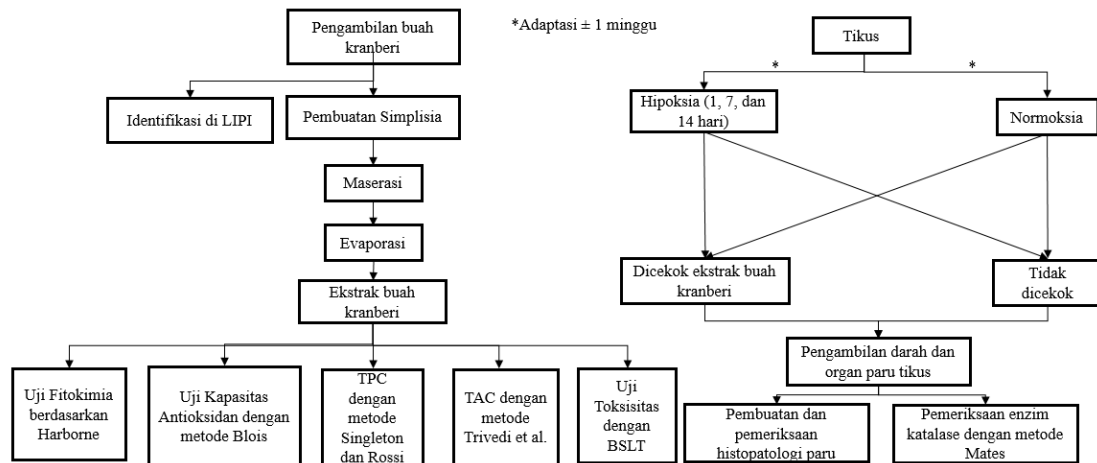 Pengambilan buah
kranberi
Identifikasi di LIPI
Pembuatan Simplisia
Maserasi
Evaporasi
Ekstrak buah
kranberi
Uji Fitokimia
berdasarkan
Harborne
Uji Kapasitas
Antioksidan dengan
metode Blois
TPC
dengan
metode
Singleton
dan Rossi
TAC dengan
metode
Trivedi et al.
Uji
Toksisitas
dengan
BSLT
*Adaptasi ± 1 minggu
Tikus
*
*
Hipoksia (1, 7, dan
14 hari)
Normoksia
Dicekok ekstrak buah
kranberi
Tidak
dicekok
Pengambilan darah dan
organ paru tikus
Pembuatan dan
pemeriksaan
histopatologi paru
Pemeriksaan enzim
katalase dengan metode
Mates